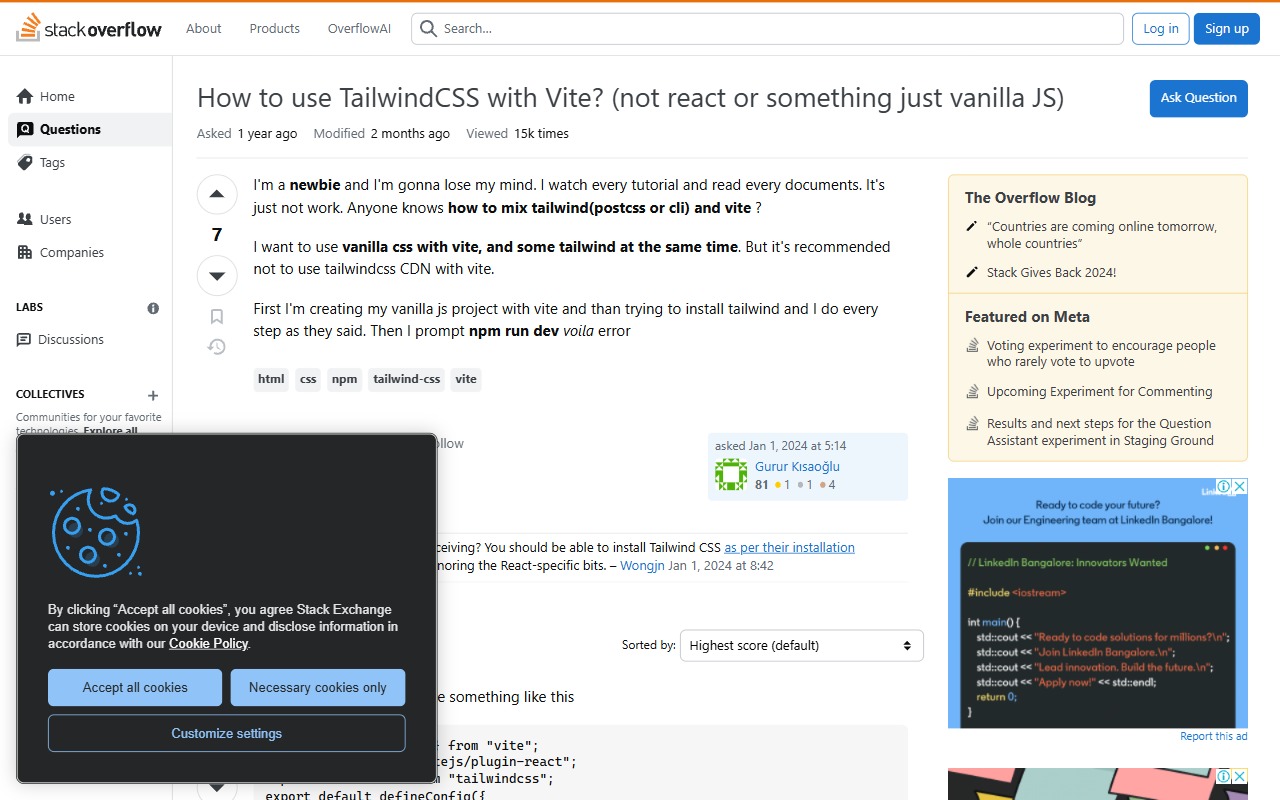 stackoverflow
About
Products
OverflowAI
Search...
Log in
Sign up
Home
Questions
Tags
Users
Companies
LABS
Discussions
COLLECTIVES
Communities for your favorite
technologies. Explore all
How to use TailwindCSS with Vite? (not react or something just vanilla JS)
Ask Question
Asked 1 year ago Modified 2 months ago Viewed 15k times
7
I'm a newbie and I'm gonna lose my mind. I watch every tutorial and read every documents. It's
just not work. Anyone knows how to mix tailwind(postcss or cli) and vite ?
I want to use vanilla css with vite, and some tailwind at the same time. But it's recommended
not to use tailwindcss CDN with vite.
First I'm creating my vanilla js project with vite and than trying to install tailwind and I do every
step as they said. Then I prompt npm run dev voila error
html css npm tailwind-css vite
ollow
asked Jan 1, 2024 at 5:14
Gurur Kısaoğlu
81 1 1 4
ceiving? You should be able to install Tailwind CSS as per their installation
noring the React-specific bits. – Wongjn Jan 1, 2024 at 8:42
Sorted by:
Highest score (default)
e something like this
} from "vite";
tejs/plugin-react";
"tailwindcss";
export default defineConfig({
The Overflow Blog
“Countries are coming online tomorrow,
whole countries”
Stack Gives Back 2024!
Featured on Meta
Voting experiment to encourage people
who rarely vote to upvote
Upcoming Experiment for Commenting
Results and next steps for the Question
Assistant experiment in Staging Ground
Ready to code your future?
Join our Engineering team at LinkedIn Bangalore!
// LinkedIn Bangalore: Innovators Wanted
#include <iostream>
int main() {
std::cout << "Ready to code solutions for millions?\n";
std::cout << "Join LinkedIn Bangalore.\n";
std::cout << "Lead innovation. Build the future.\n";
std::cout << "Apply now!" << std::endl;
return 0;
}
Report this ad
By clicking “Accept all cookies”, you agree Stack Exchange
can store cookies on your device and disclose information in
accordance with our Cookie Policy.
Accept all cookies
Necessary cookies only
Customize settings